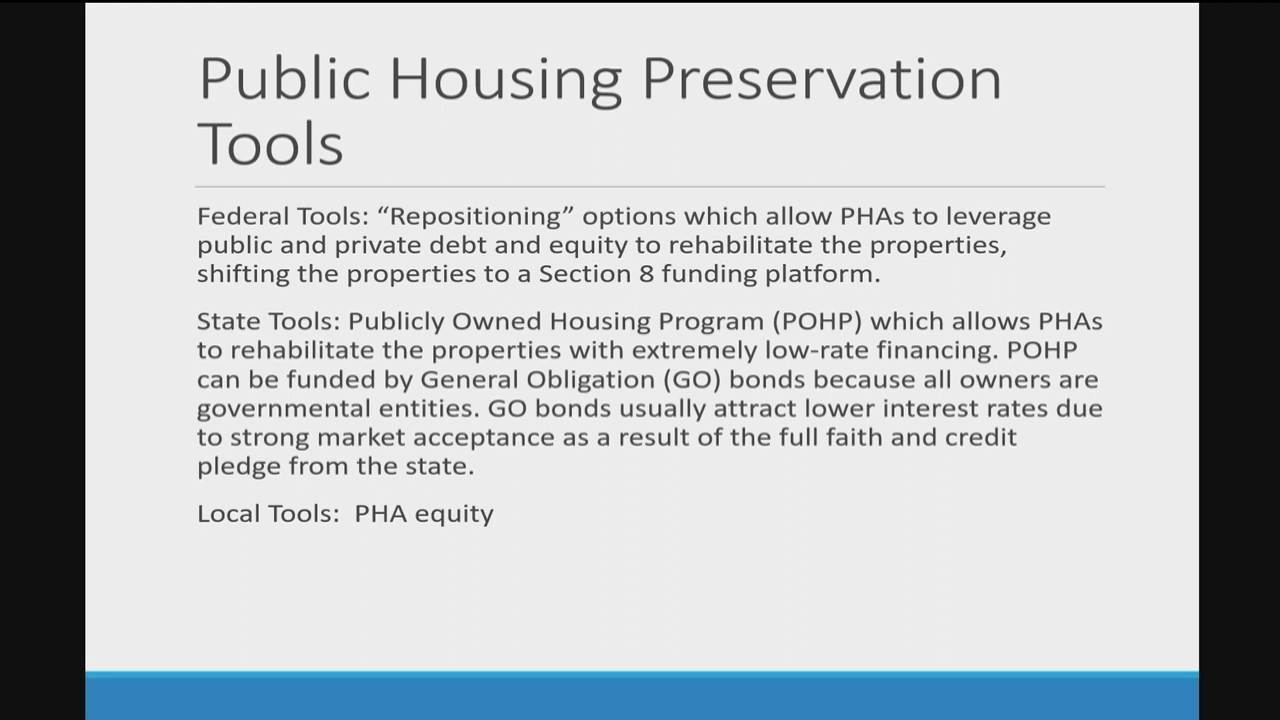 Public Housing Preservation
Tools
Federal Tools: “Repositioning” options which allow PHAs to leverage
public and private debt and equity to rehabilitate the properties,
shifting the properties to a Section 8 funding platform.
State Tools: Publicly Owned Housing Program (POHP) which allows PHAs
to rehabilitate the properties with extremely low-rate financing. POHP
can be funded by General Obligation (GO) bonds because all owners are
governmental entities. GO bonds usually attract lower interest rates due
to strong market acceptance as a result of the full faith and credit
pledge from the state.
Local Tools:  PHA equity